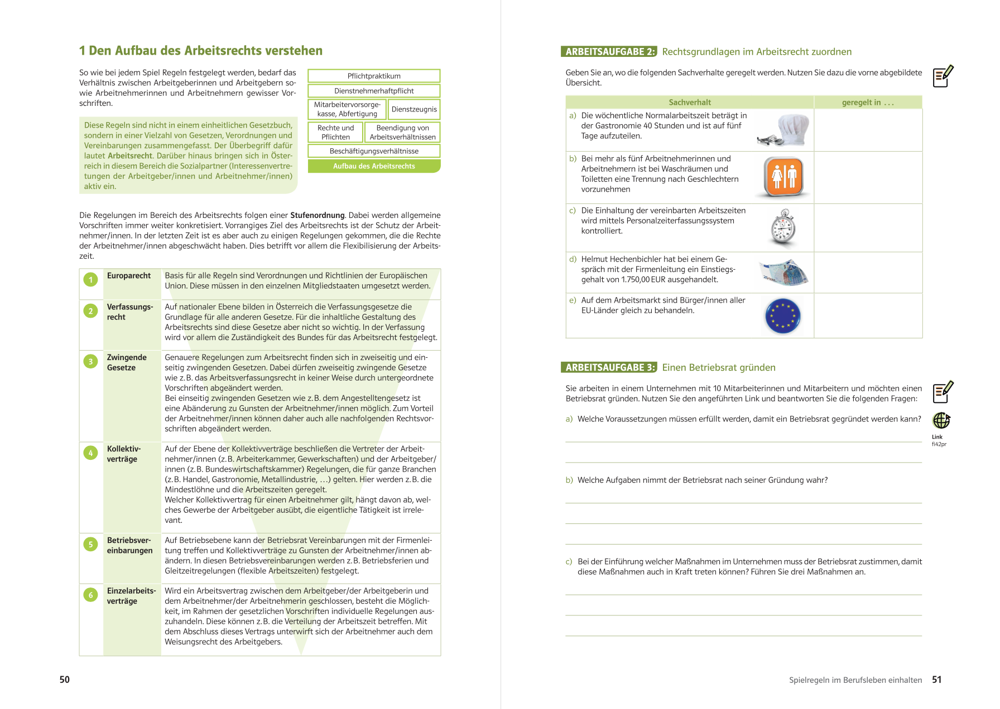 1 Den Aufbau des Arbeitsrechts verstehen
So wie bei jedem Spiel Regeln festgelegt werden, bedarf das
Verhältnis zwischen Arbeitgeberinnen und Arbeitgebern so-
wie Arbeitnehmerinnen und Arbeitnehmern gewisser Vor-
schriften.
Diese Regeln sind nicht in einem einheitlichen Gesetzbuch,
sondern in einer Vielzahl von Gesetzen, Verordnungen und
Vereinbarungen zusammengefasst. Der Überbegriff dafür
lautet Arbeitsrecht. Darüber hinaus bringen sich in Öster-
reich in diesem Bereich die Sozialpartner (Interessenvertre-
tungen der Arbeitgeber/innen und Arbeitnehmer/innen)
aktiv ein.
Pflichtpraktikum
Dienstnehmerhaftpflicht
Mitarbeitervorsorge-
kasse, Abfertigung
Dienstzeugnis
Rechte und
Pflichten
Beendigung von
Arbeitsverhältnissen
Beschäftigungsverhältnisse
Aufbau des Arbeitsrechts
Die Regelungen im Bereich des Arbeitsrechts folgen einer Stufenordnung. Dabei werden allgemeine
Vorschriften immer weiter konkretisiert. Vorrangiges Ziel des Arbeitsrechts ist der Schutz der Arbeit-
nehmer/innen. In der letzten Zeit ist es aber auch zu einigen Regelungen gekommen, die die Rechte
der Arbeitnehmer/innen abgeschwächt haben. Dies betrifft vor allem die Flexibilisierung der Arbeits-
zeit.
1
Europarecht
Basis für alle Regeln sind Verordnungen und Richtlinien der Europäischen
Union. Diese müssen in den einzelnen Mitgliedstaaten umgesetzt werden.
2
Verfassungs-
recht
Auf nationaler Ebene bilden in Österreich die Verfassungsgesetze die
Grundlage für alle anderen Gesetze. Für die inhaltliche Gestaltung des
Arbeitsrechts sind diese Gesetze aber nicht so wichtig. In der Verfassung
wird vor allem die Zuständigkeit des Bundes für das Arbeitsrecht festgelegt.
3
Zwingende
Gesetze
Genauere Regelungen zum Arbeitsrecht finden sich in zweiseitig und ein-
seitig zwingenden Gesetzen. Dabei dürfen zweiseitig zwingende Gesetze
wie z. B. das Arbeitsverfassungsrecht in keiner Weise durch untergeordnete
Vorschriften abgeändert werden.
Bei einseitig zwingenden Gesetzen wie z. B. dem Angestelltengesetz ist
eine Abänderung zu Gunsten der Arbeitnehmer/innen möglich. Zum Vorteil
der Arbeitnehmer/innen können daher auch alle nachfolgenden Rechtsvor-
schriften abgeändert werden.
4
Kollektiv-
verträge
Auf der Ebene der Kollektivverträge beschließen die Vertreter der Arbeit-
nehmer/innen (z. B. Arbeiterkammer, Gewerkschaften) und der Arbeitgeber/
innen (z. B. Bundeswirtschaftskammer) Regelungen, die für ganze Branchen
(z. B. Handel, Gastronomie, Metallindustrie, ...) gelten. Hier werden z. B. die
Mindestlöhne und die Arbeitszeiten geregelt.
Welcher Kollektivvertrag für einen Arbeitnehmer gilt, hängt davon ab, wel-
ches Gewerbe der Arbeitgeber ausübt, die eigentliche Tätigkeit ist irrele-
vant.
5
Betriebsver-
einbarungen
Auf Betriebsebene kann der Betriebsrat Vereinbarungen mit der Firmenlei-
tung treffen und Kollektivverträge zu Gunsten der Arbeitnehmer/innen ab-
ändern. In diesen Betriebsvereinbarungen werden z. B. Betriebsferien und
Gleitzeitregelungen (flexible Arbeitszeiten) festgelegt.
6
Einzelarbeits-
verträge
Wird ein Arbeitsvertrag zwischen dem Arbeitgeber/der Arbeitgeberin und
dem Arbeitnehmer/der Arbeitnehmerin geschlossen, besteht die Möglich-
keit, im Rahmen der gesetzlichen Vorschriften individuelle Regelungen aus-
zuhandeln. Diese können z. B. die Verteilung der Arbeitszeit betreffen. Mit
dem Abschluss dieses Vertrags unterwirft sich der Arbeitnehmer auch dem
Weisungsrecht des Arbeitgebers.
50
ARBEITSAUFGABE 2: Rechtsgrundlagen im Arbeitsrecht zuordnen
Geben Sie an, wo die folgenden Sachverhalte geregelt werden. Nutzen Sie dazu die vorne abgebildete
Übersicht.
Sachverhalt
geregelt in ...
a) Die wöchentliche Normalarbeitszeit beträgt in
der Gastronomie 40 Stunden und ist auf fünf
Tage aufzuteilen.
b) Bei mehr als fünf Arbeitnehmerinnen und
Arbeitnehmern ist bei Waschräumen und
Toiletten eine Trennung nach Geschlechtern
vorzunehmen
c) Die Einhaltung der vereinbarten Arbeitszeiten
wird mittels Personalzeiterfassungssystem
kontrolliert.
d) Helmut Hechenbichler hat bei einem Ge-
spräch mit der Firmenleitung ein Einstiegs-
gehalt von 1.750,00 EUR ausgehandelt.
e) Auf dem Arbeitsmarkt sind Bürger/innen aller
EU-Länder gleich zu behandeln.
ARBEITSAUFGABE 3: Einen Betriebsrat gründen
Sie arbeiten in einem Unternehmen mit 10 Mitarbeiterinnen und Mitarbeitern und möchten einen
Betriebsrat gründen. Nutzen Sie den angeführten Link und beantworten Sie die folgenden Fragen:
a) Welche Voraussetzungen müssen erfüllt werden, damit ein Betriebsrat gegründet werden kann?
Link
fi42pr
b) Welche Aufgaben nimmt der Betriebsrat nach seiner Gründung wahr?
c) Bei der Einführung welcher Maßnahmen im Unternehmen muss der Betriebsrat zustimmen, damit
diese Maßnahmen auch in Kraft treten können? Führen Sie drei Maßnahmen an.
Spielregeln im Berufsleben einhalten 51